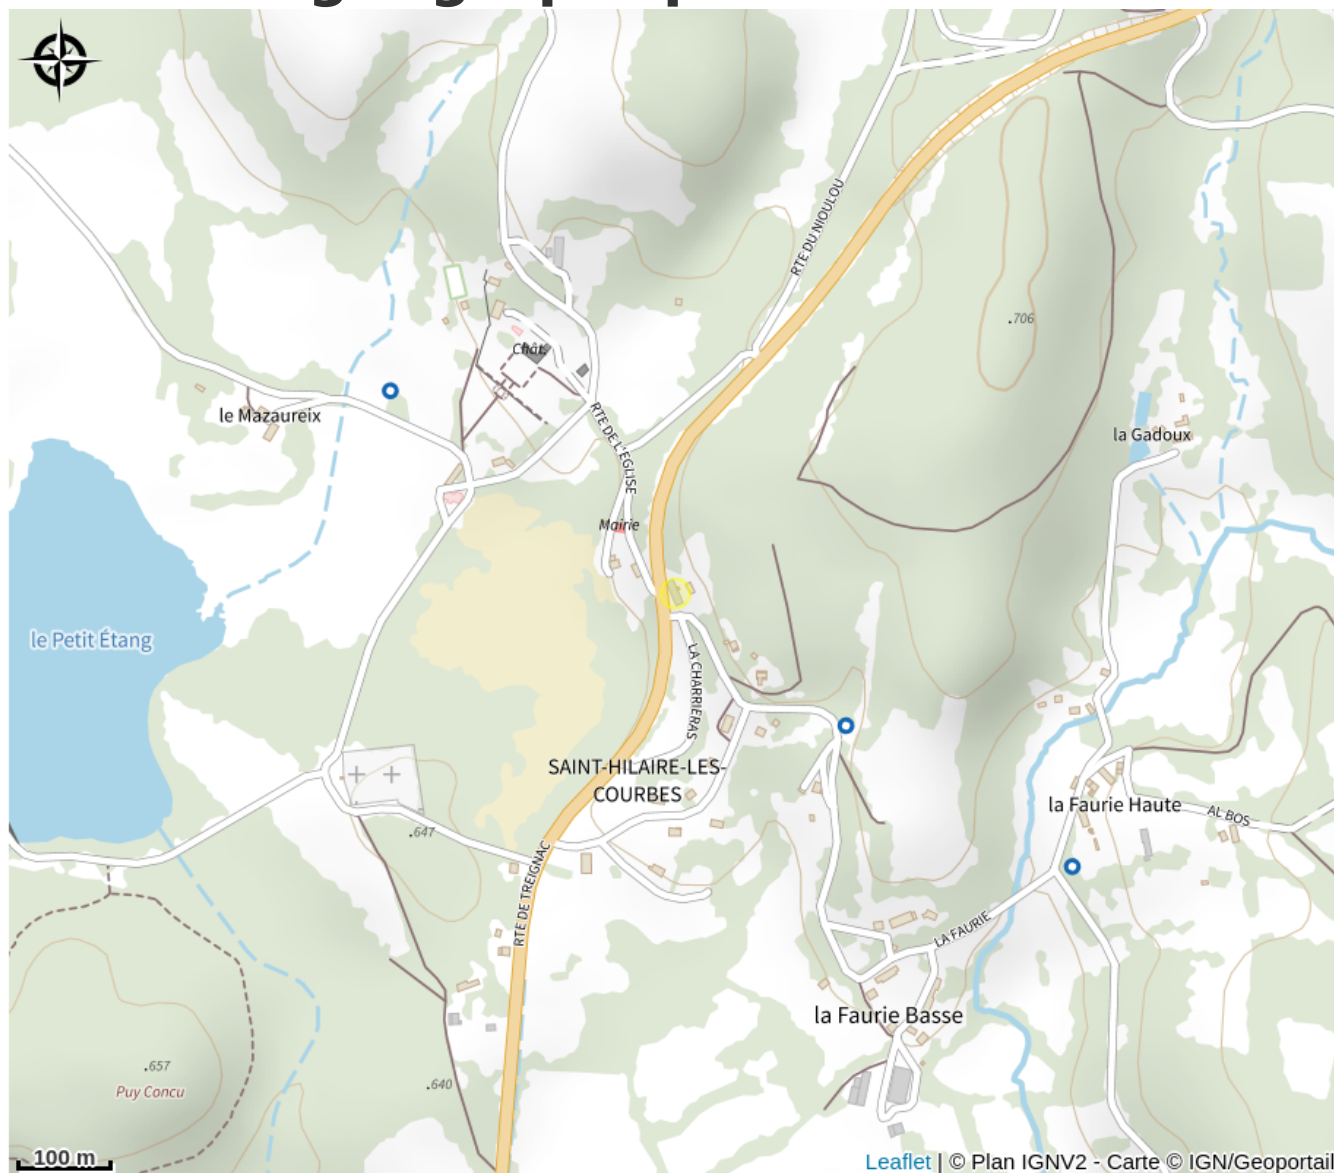 RTE DU NIOULOU
.706
Chât.
le Mazaureix
RTE DE L'EGLISE
la Gadoux
Mairie
le Petit Étang
LA CHARRIERAS
SAINT-HILAIRE-LES-
COURBES
la Faurie Haute
AL BOS
.647
RTE DE TREIGNAC
LA FAURIE
la Faurie Basse
.657
Puy Concu
.640
100 m
Leaflet | © Plan IGNV2 - Carte © IGN/Geoportail